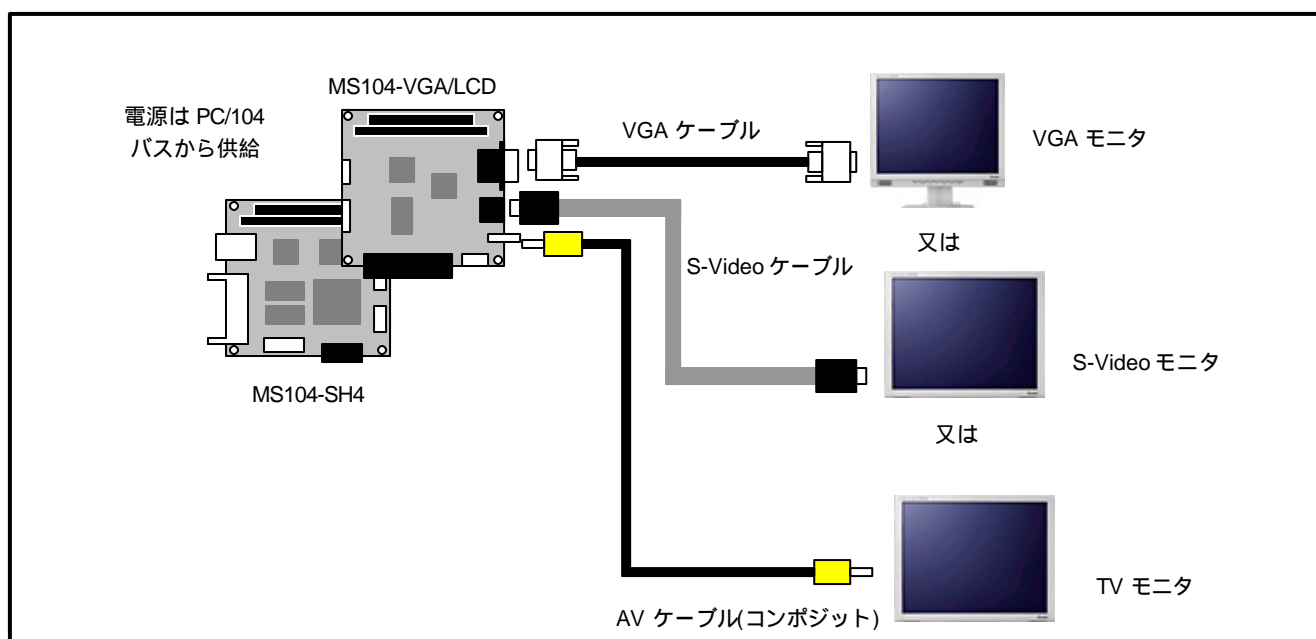 MS104-VGA/LCD
電源は PC/104
バスから供給
VGA ケーブル
VGA モニタ
又は
S-Video ケーブル
S-Video モニタ
MS104-SH4
又は
TV モニタ
AV ケーブル(コンポジット)